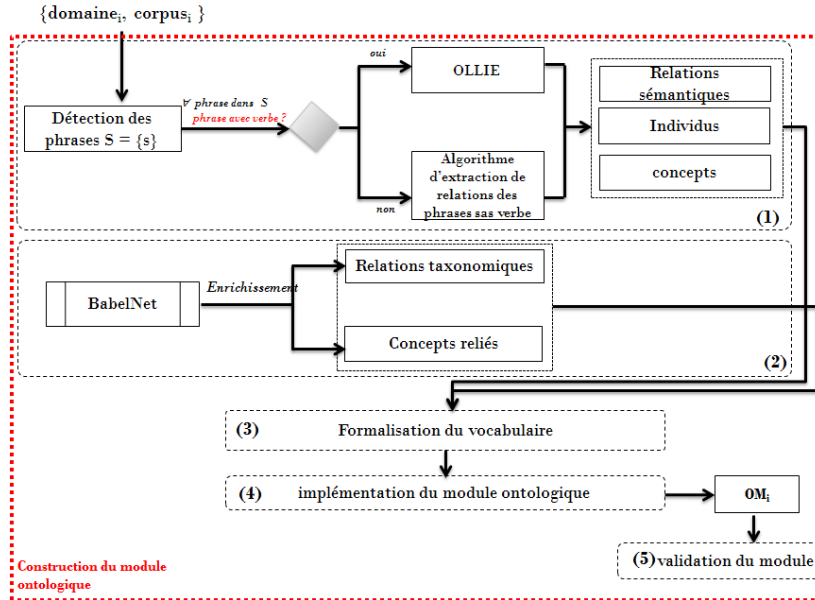 {domaineᵢ, corpusᵢ }
Détection des
phrases S = {s}
∀ phrase dans S
phrase avec verbe ?
oui
non
OLLIE
Algorithme
d'extraction de
relations des
phrases sas verbe
Relations
sémantiques
Individus
concepts
(1)
BabelNet
Enrichissement
Relations taxonomiques
Concepts reliés
(2)
(3) Formalisation du vocabulaire
(4) implémentation du module ontologique
OMᵢ
(5) validation du module
Construction du module
ontologique